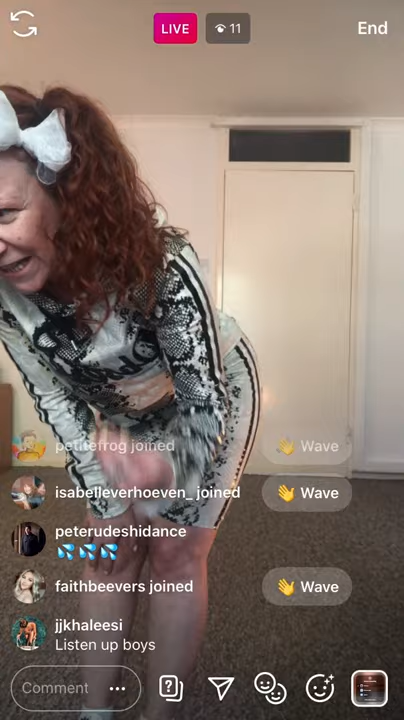 LIVE
11
End
petitefrog joined
Wave
isabelleverhoeven_ joined
Wave
peterudeshidance
💦💦💦
faithbeevers joined
Wave
jjkhaleesi
Listen up boys
Comment